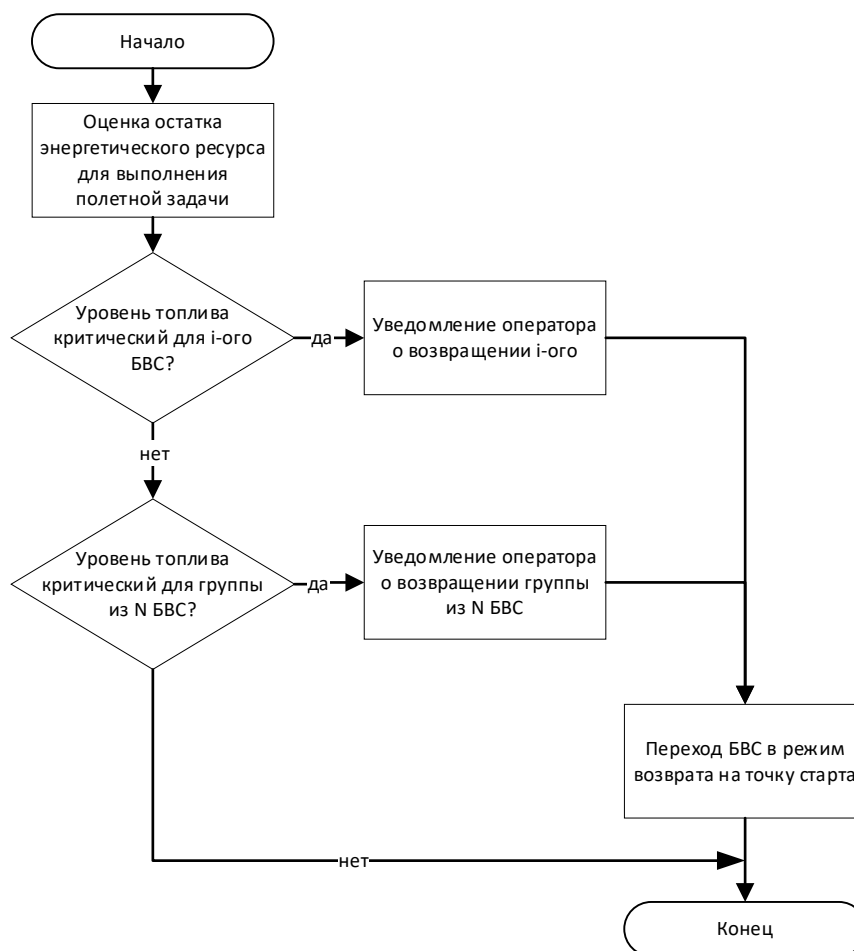 Начало
Оценка остатка
энергетического ресурса
для выполнения
полетной задачи
Уровень топлива
критический для i-ого
БВС?
да
Уведомление оператора
о возвращении i-ого
нет
Уровень топлива
критический для группы
из N БВС?
да
Уведомление оператора
о возвращении группы
из N БВС
Переход БВС в режим
возврата на точку старта
нет
Конец